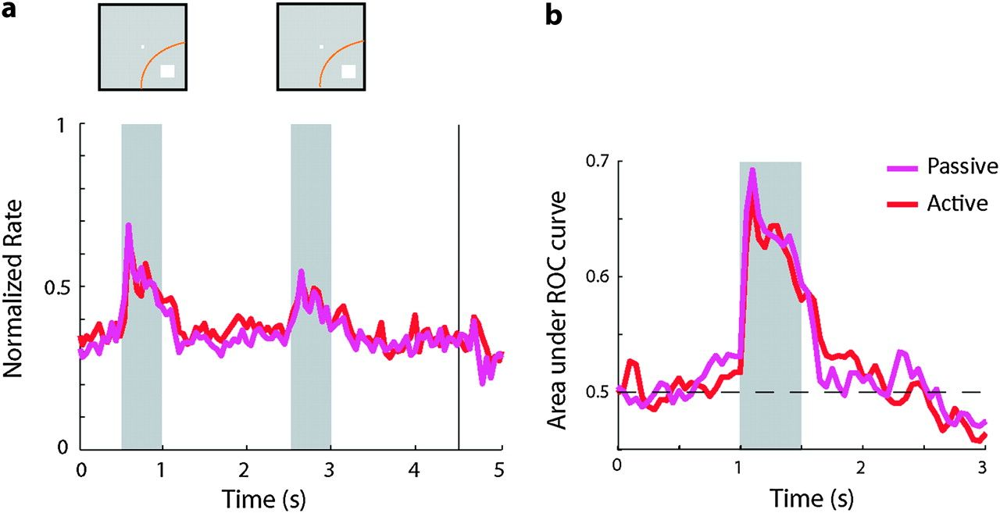 a
b
1
0.5
0
Normalized Rate
0 1 2 3 4 5
Time (s)
0.7
0.6
0.5
Area under ROC curve
0 1 2 3
Time (s)
Passive
Active